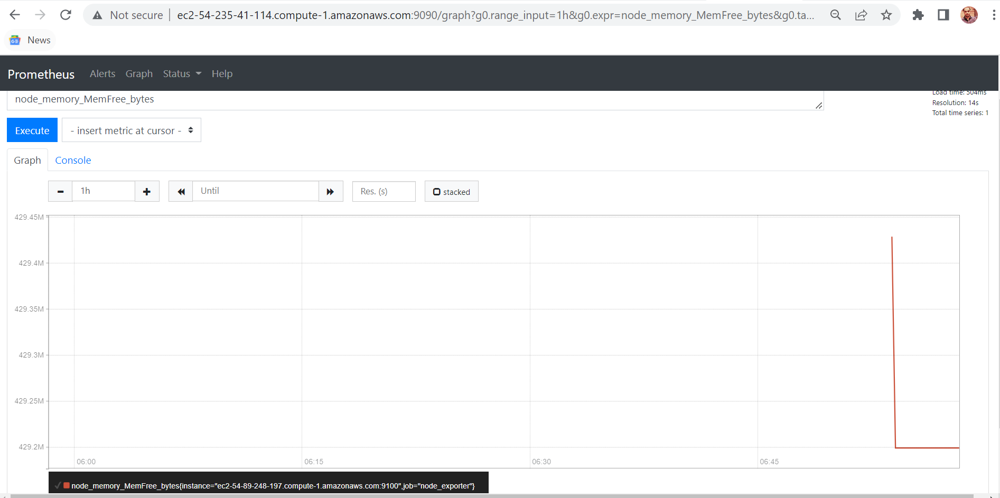 Not secure
ec2-54-235-41-114.compute-1.amazonaws.com:9090/graph?g0.range_input=1h&g0.expr=node_memory_MemFree_bytes&g0.ta...
News
Prometheus Alerts Graph Status Help
node_memory_MemFree_bytes
Load time: 504ms
Resolution: 14s
Total time series: 1
Execute
- insert metric at cursor -
Graph Console
1h Until Res. (s) stacked
429.45M
429.4M
429.35M
429.3M
429.25M
429.2M
06:00 06:15 06:30 06:45
node_memory_MemFree_bytes{instance="ec2-54-89-248-197.compute-1.amazonaws.com:9100",job="node_exporter"}